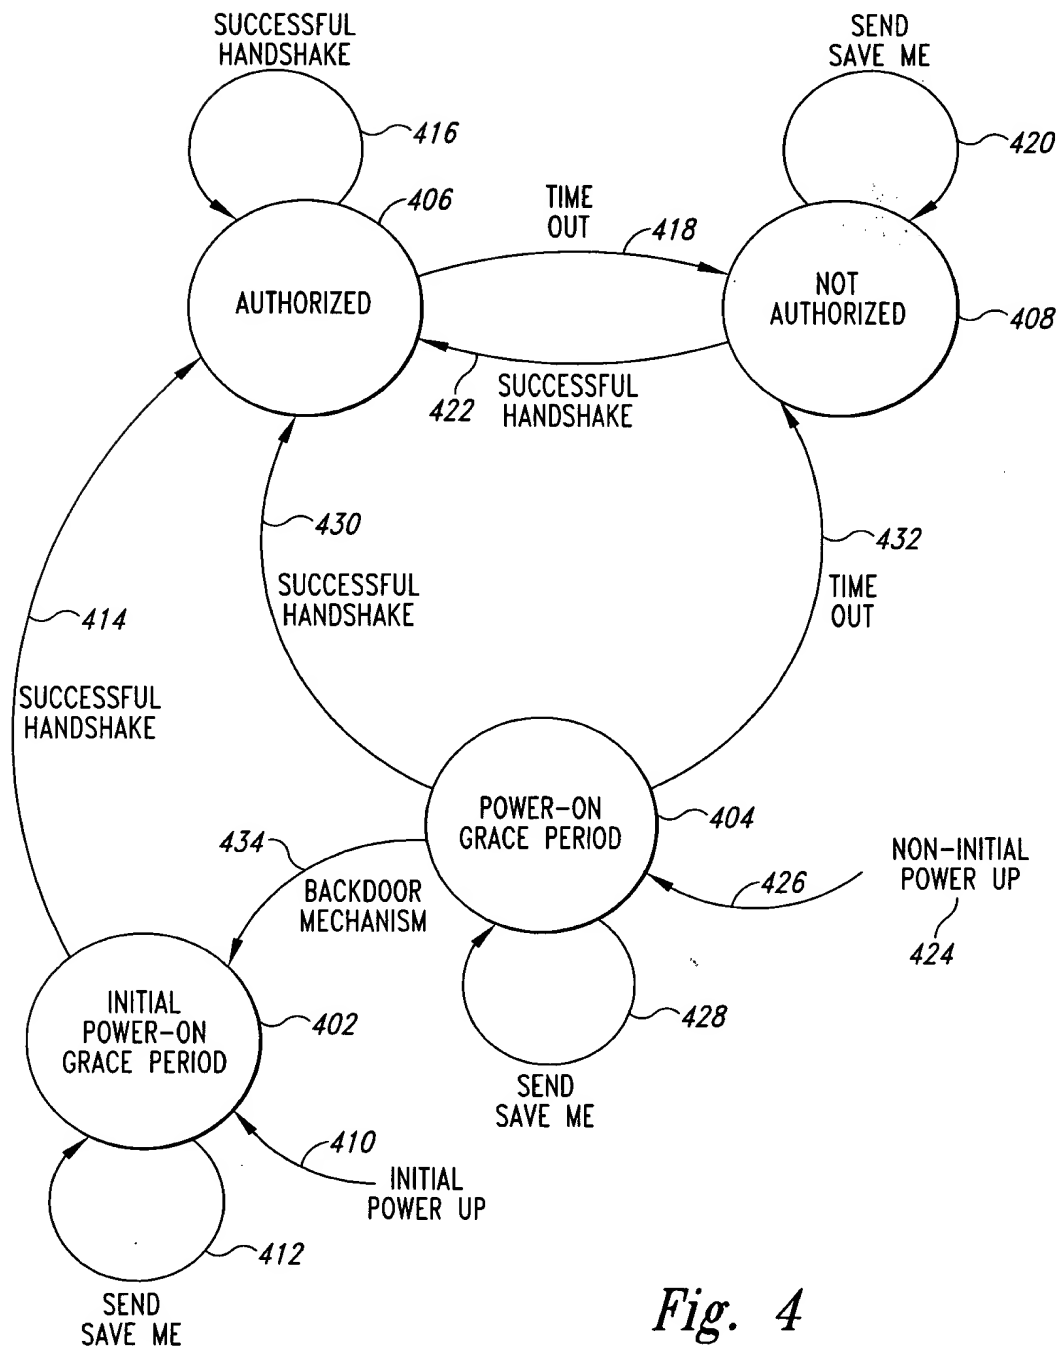 SUCCESSFUL
HANDSHAKE
SEND
SAVE ME
416
420
406
TIME
OUT
418
AUTHORIZED
NOT
AUTHORIZED
408
422
SUCCESSFUL
HANDSHAKE
430
432
SUCCESSFUL
HANDSHAKE
TIME
OUT
414
SUCCESSFUL
HANDSHAKE
POWER-ON
GRACE PERIOD
404
434
BACKDOOR
MECHANISM
NON-INITIAL
POWER UP
426
424
INITIAL
POWER-ON
GRACE PERIOD
402
428
SEND
SAVE ME
410
INITIAL
POWER UP
412
SEND
SAVE ME
Fig. 4